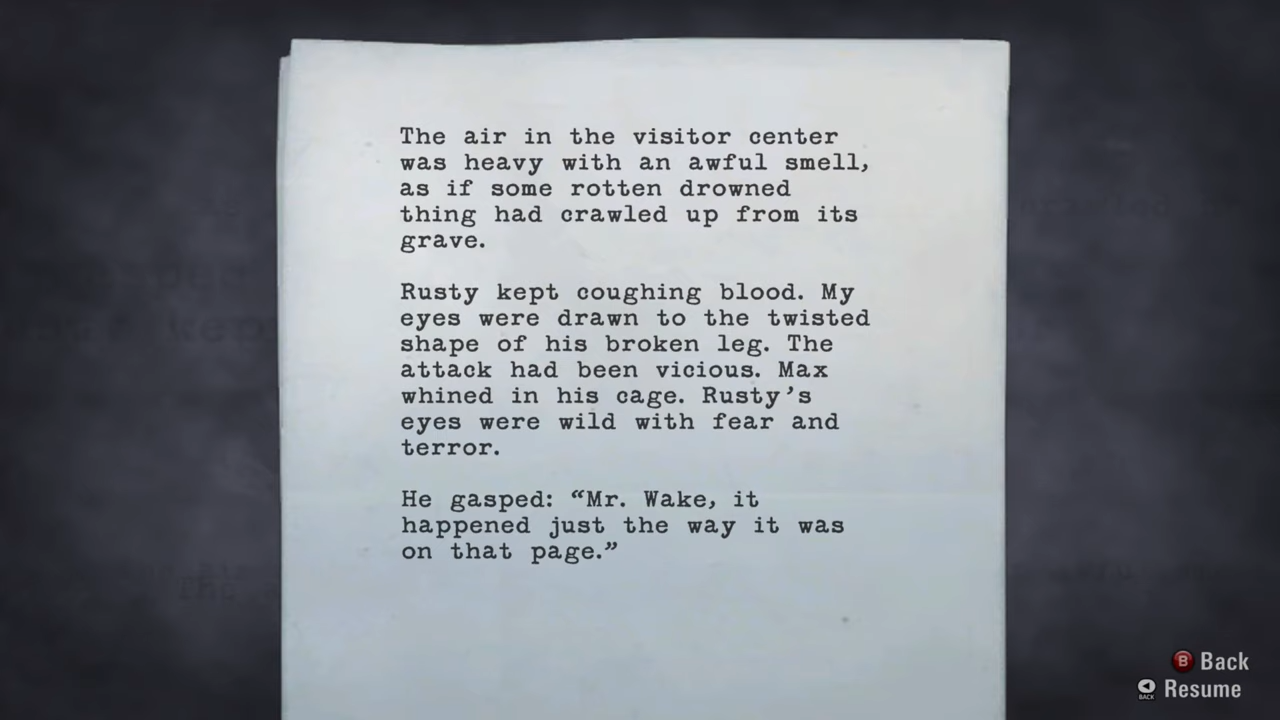 The air in the visitor center
was heavy with an awful smell,
as if some rotten drowned
thing had crawled up from its
grave.
Rusty kept coughing blood. My
eyes were drawn to the twisted
shape of his broken leg. The
attack had been vicious. Max
whined in his cage. Rusty’s
eyes were wild with fear and
terror.
He gasped: “Mr. Wake, it
happened just the way it was
on that page.”
B Back
BACK Resume